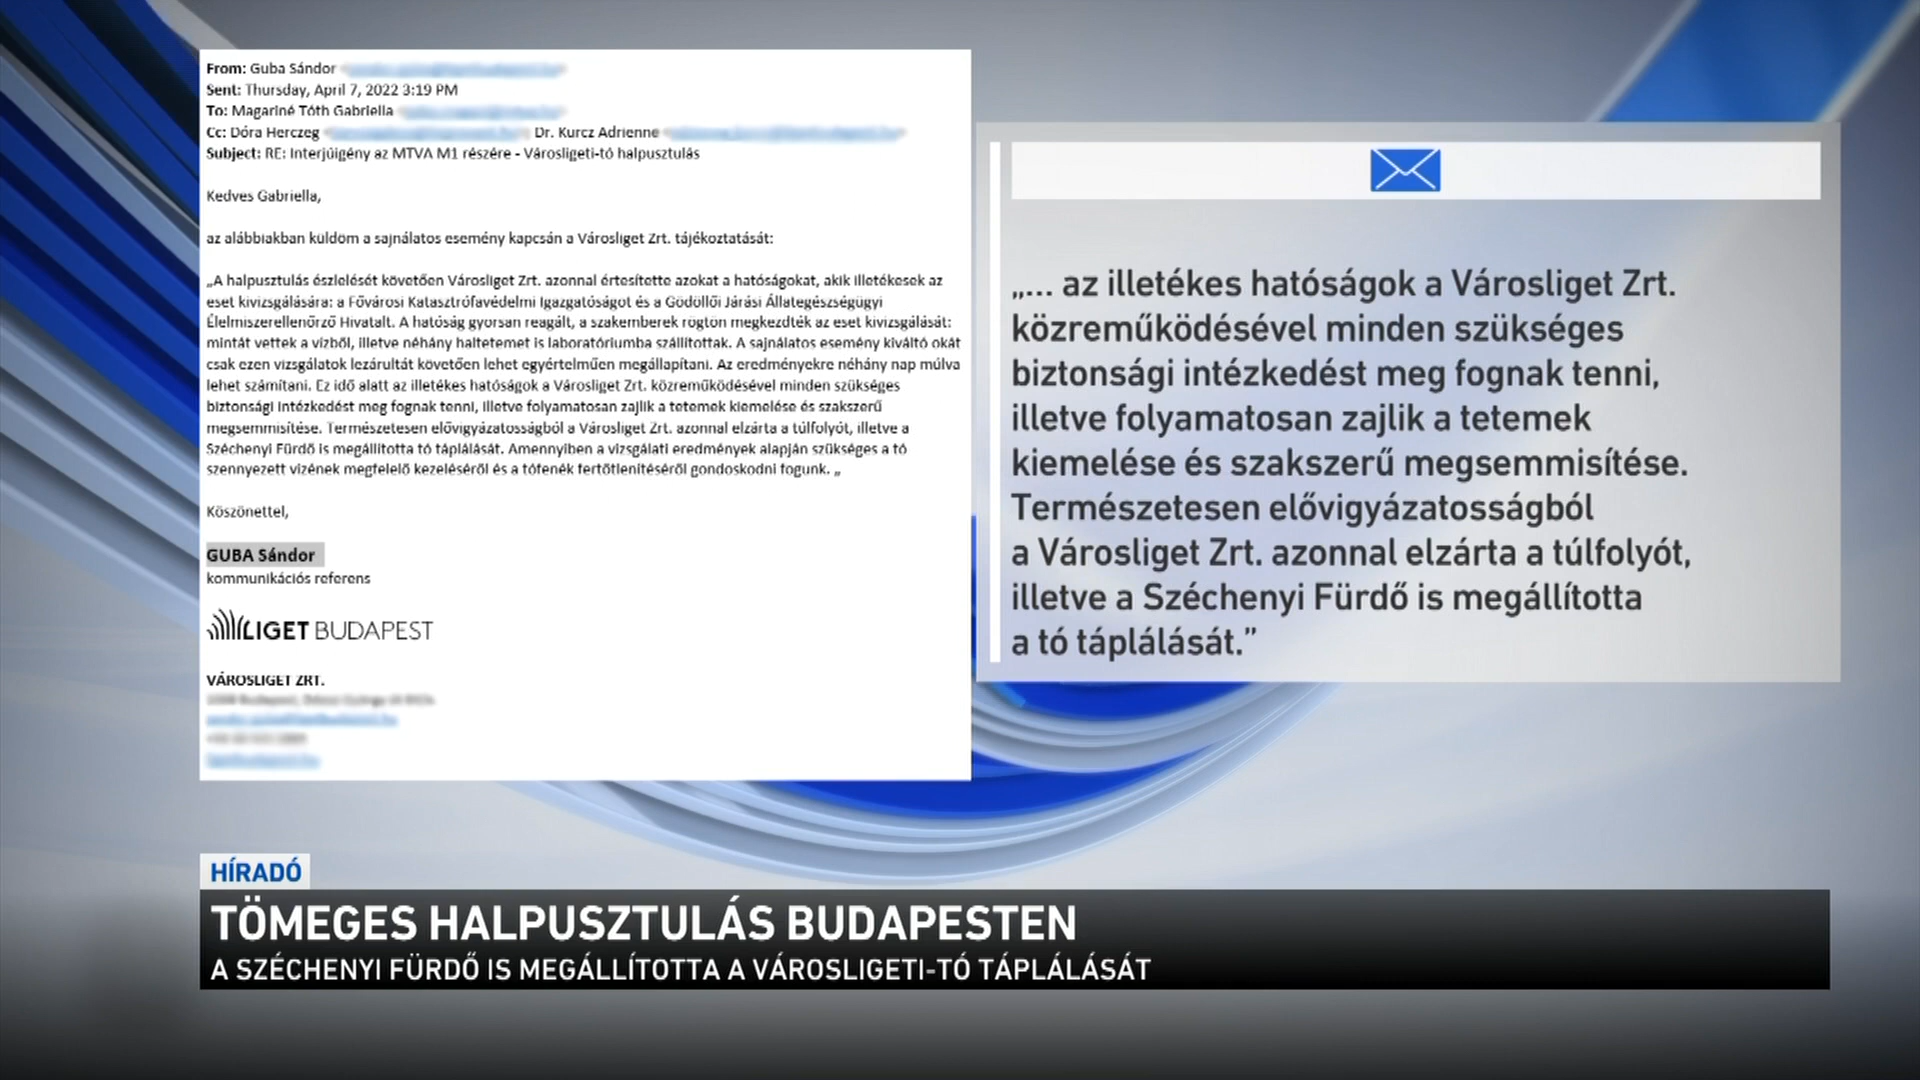 From: Guba Sándor
Sent: Thursday, April 7, 2022 3:19 PM
To: Magariné Tóth Gabriella
Cc: Dóra Herczeg ; Dr. Kurcz Adrienne
Subject: RE: Interjúigény az MTVA M1 részére - Városligeti-tó halpusztulás
Kedves Gabriella,
az alábbiakban küldöm a sajnálatos esemény kapcsán a Városliget Zrt. tájékoztatását:
„A halpusztulás észlelését követően Városliget Zrt. azonnal értesítette azokat a hatóságokat, akik illetékesek az
eset kivizsgálására: a Fővárosi Katasztrófavédelmi Igazgatóságot és a Gödöllői Járási Állategészségügyi
Élelmiszerellenőrző Hivatalt. A hatóság gyorsan reagált, a szakemberek rögtön megkezdték az eset kivizsgálását:
mintát vettek a vízből, illetve néhány haltetemet is laboratóriumba szállítottak. A sajnálatos esemény kiváltó okát
csak ezen vizsgálatok lezárultát követően lehet egyértelműen megállapítani. Az eredményekre néhány nap múlva
lehet számítani. Ez idő alatt az illetékes hatóságok a Városliget Zrt. közreműködésével minden szükséges
biztonsági intézkedést meg fognak tenni, illetve folyamatosan zajlik a tetemek kiemelése és szakszerű
megsemmisítése. Természetesen elővigyázatosságból a Városliget Zrt. azonnal elzárta a túlfolyót, illetve a
Széchenyi Fürdő is megállította tó táplálását. Amennyiben a vizsgálati eredmények alapján szükséges a tó
szennyezett vizének megfelelő kezeléséről és a tófenék fertőtlenítéséről gondoskodni fogunk. „
Köszönettel,
GUBA Sándor
kommunikációs referens
LIGET BUDAPEST
VÁROSLIGET ZRT.
„... az illetékes hatóságok a Városliget Zrt.
közreműködésével minden szükséges
biztonsági intézkedést meg fognak tenni,
illetve folyamatosan zajlik a tetemek
kiemelése és szakszerű megsemmisítése.
Természetesen elővigyázatosságból
a Városliget Zrt. azonnal elzárta a túlfolyót,
illetve a Széchenyi Fürdő is megállította
a tó táplálását.”
HÍRADÓ
TÖMEGES HALPUSZTULÁS BUDAPESTEN
A SZÉCHENYI FÜRDŐ IS MEGÁLLÍTOTTA A VÁROSLIGETI-TÓ TÁPLÁLÁSÁT